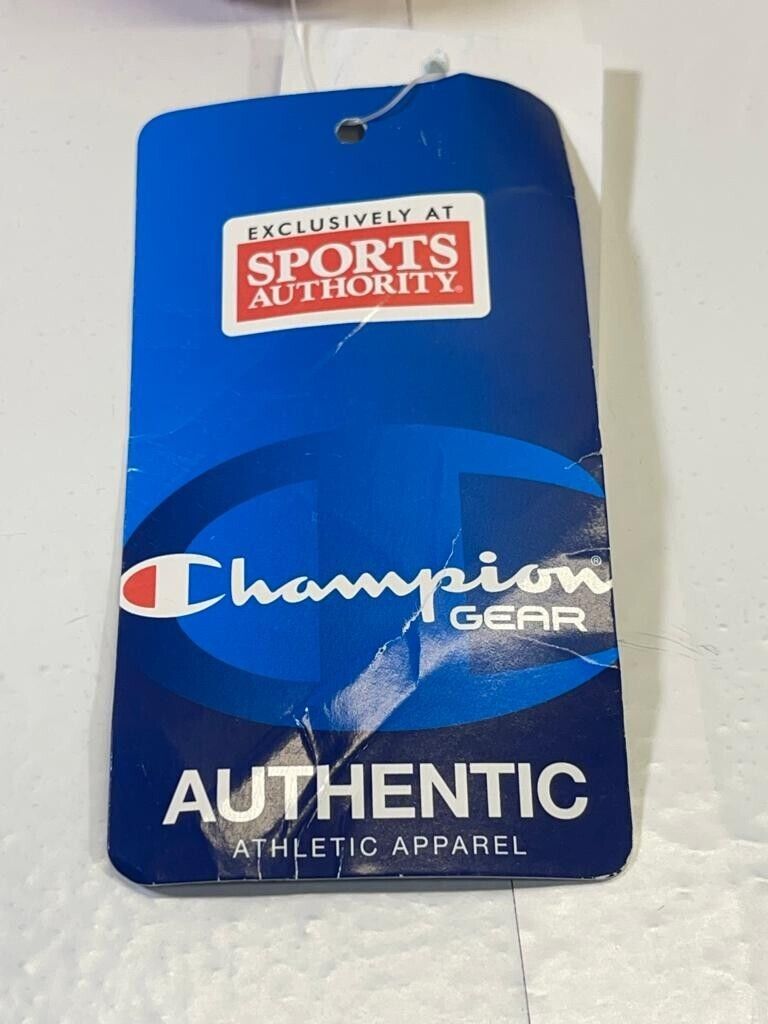 EXCLUSIVELY AT
SPORTS
AUTHORITY®
Champion®
GEAR
AUTHENTIC
ATHLETIC APPAREL